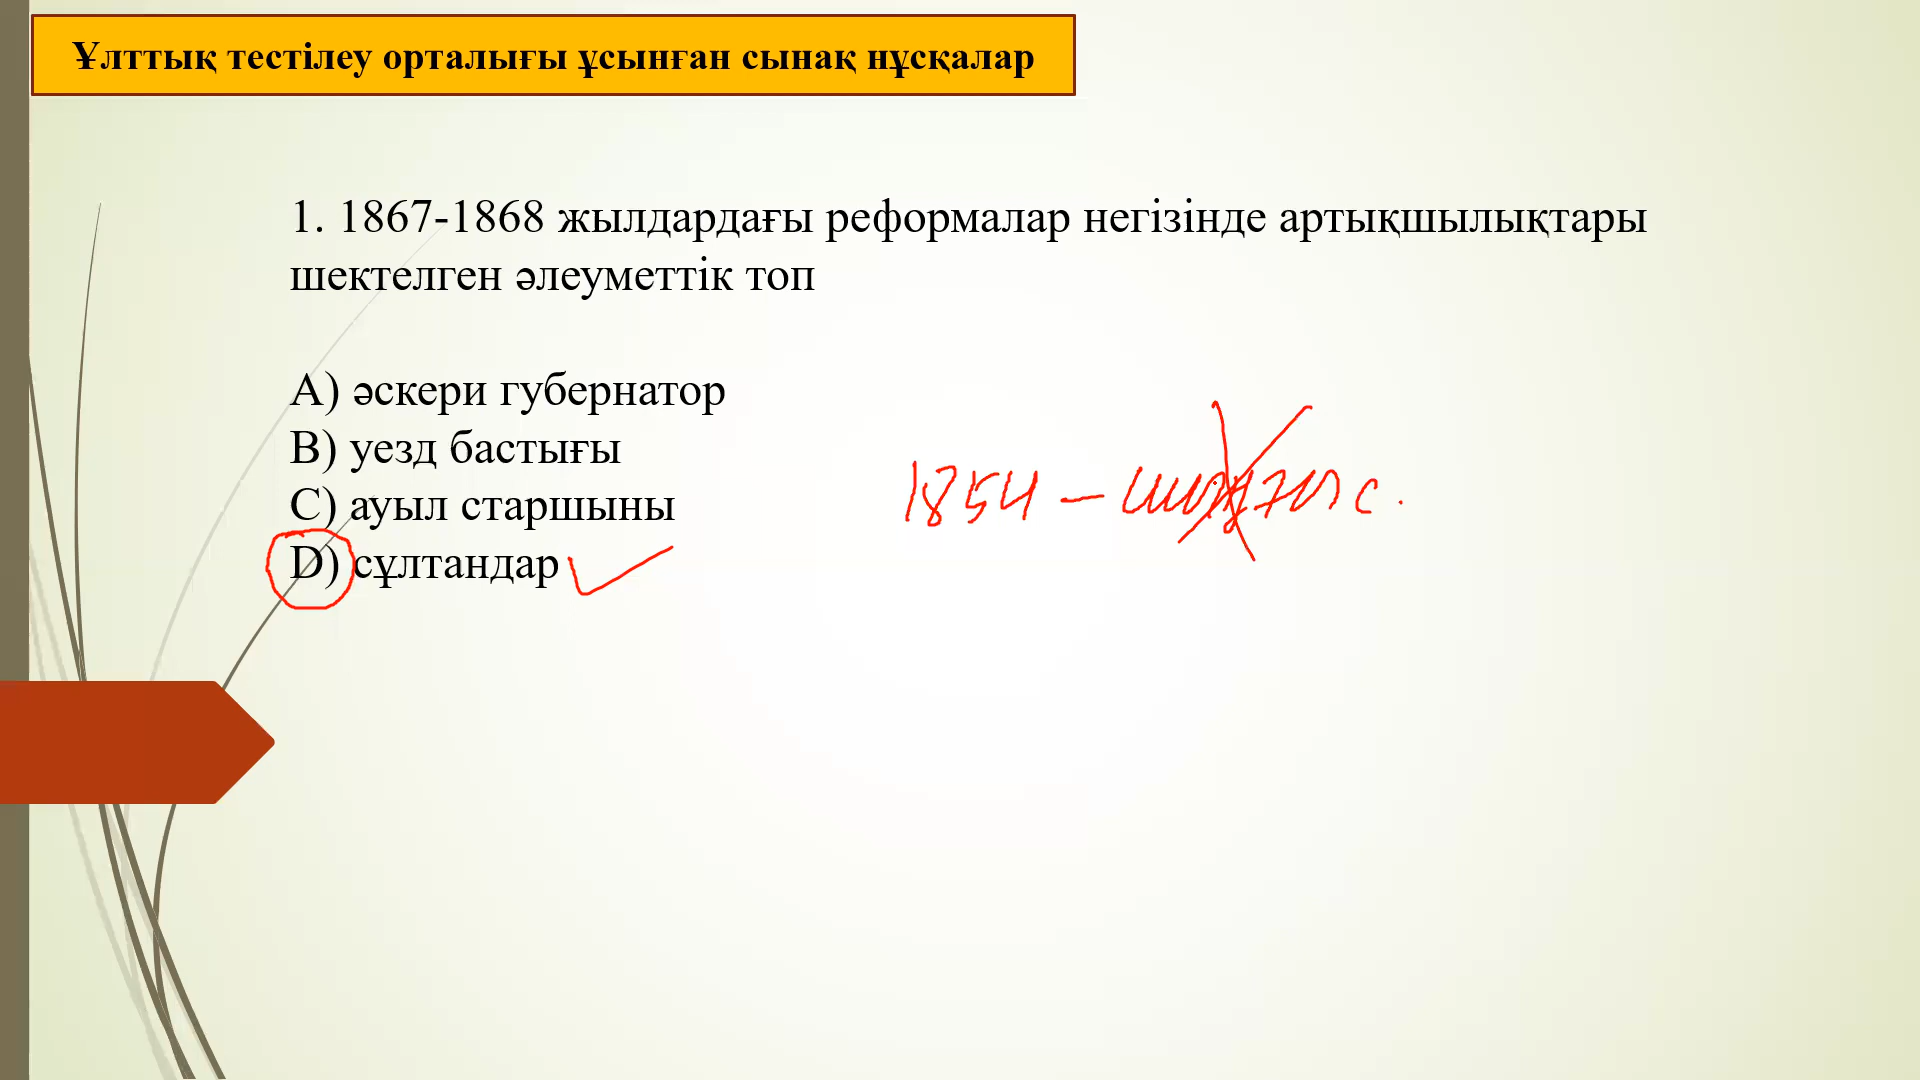 Ұлттық тестілеу орталығы ұсынған сынақ нұсқалар
1. 1867-1868 жылдардағы реформалар негізінде артықшылықтары
шектелген әлеуметтік топ
A) әскери губернатор
B) уезд бастығы
C) ауыл старшыны
D) сұлтандар
1854 –